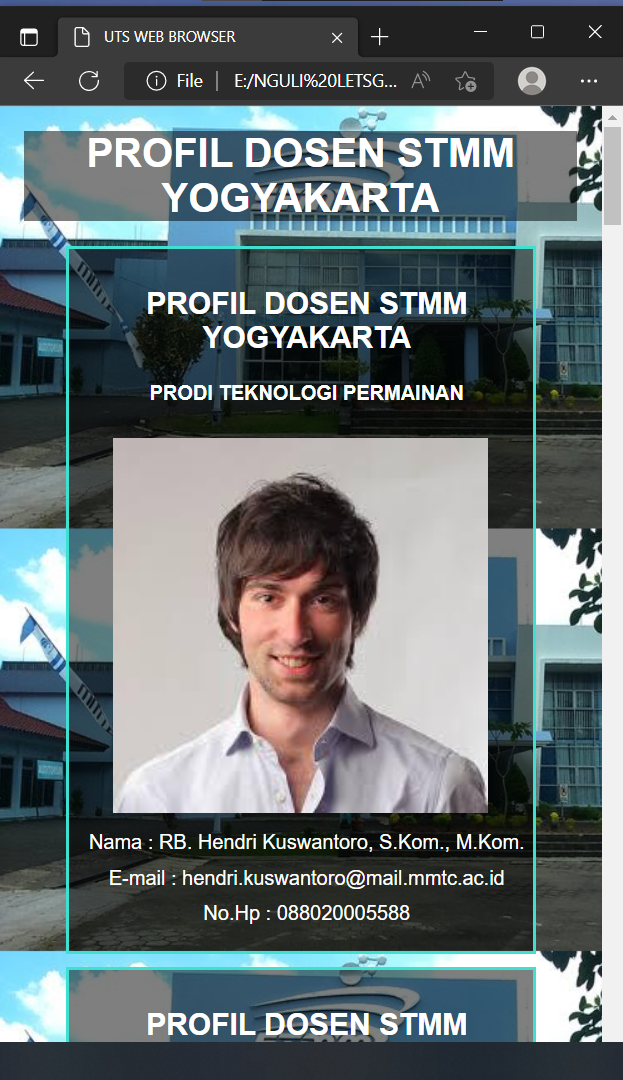 UTS WEB BROWSER
File
E:/NGULI%20LETSG...
PROFIL DOSEN STMM
YOGYAKARTA
PROFIL DOSEN STMM
YOGYAKARTA
PRODI TEKNOLOGI PERMAINAN
Nama : RB. Hendri Kuswantoro, S.Kom., M.Kom.
E-mail : hendri.kuswantoro@mail.mmtc.ac.id
No.Hp : 088020005588
PROFIL DOSEN STMM